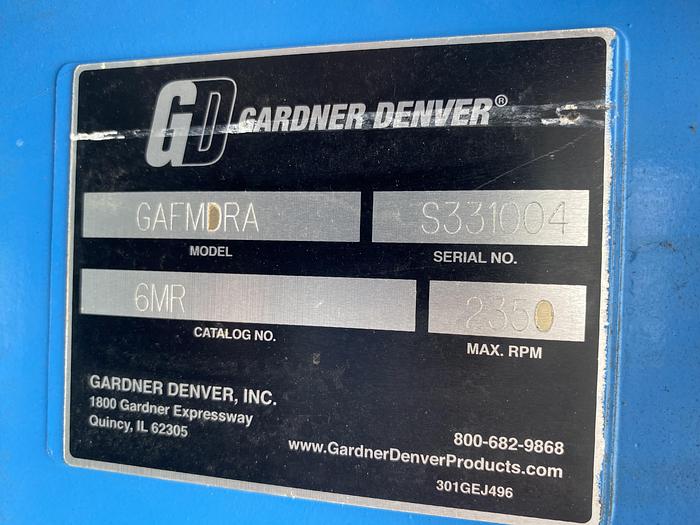 GD GARDNER DENVER®
GAFMDRA
S331004
MODEL
SERIAL NO.
6MR
2350
CATALOG NO.
MAX. RPM
GARDNER DENVER, INC.
1800 Gardner Expressway
Quincy, IL 62305
800-682-9868
www.GardnerDenverProducts.com
301GEJ496